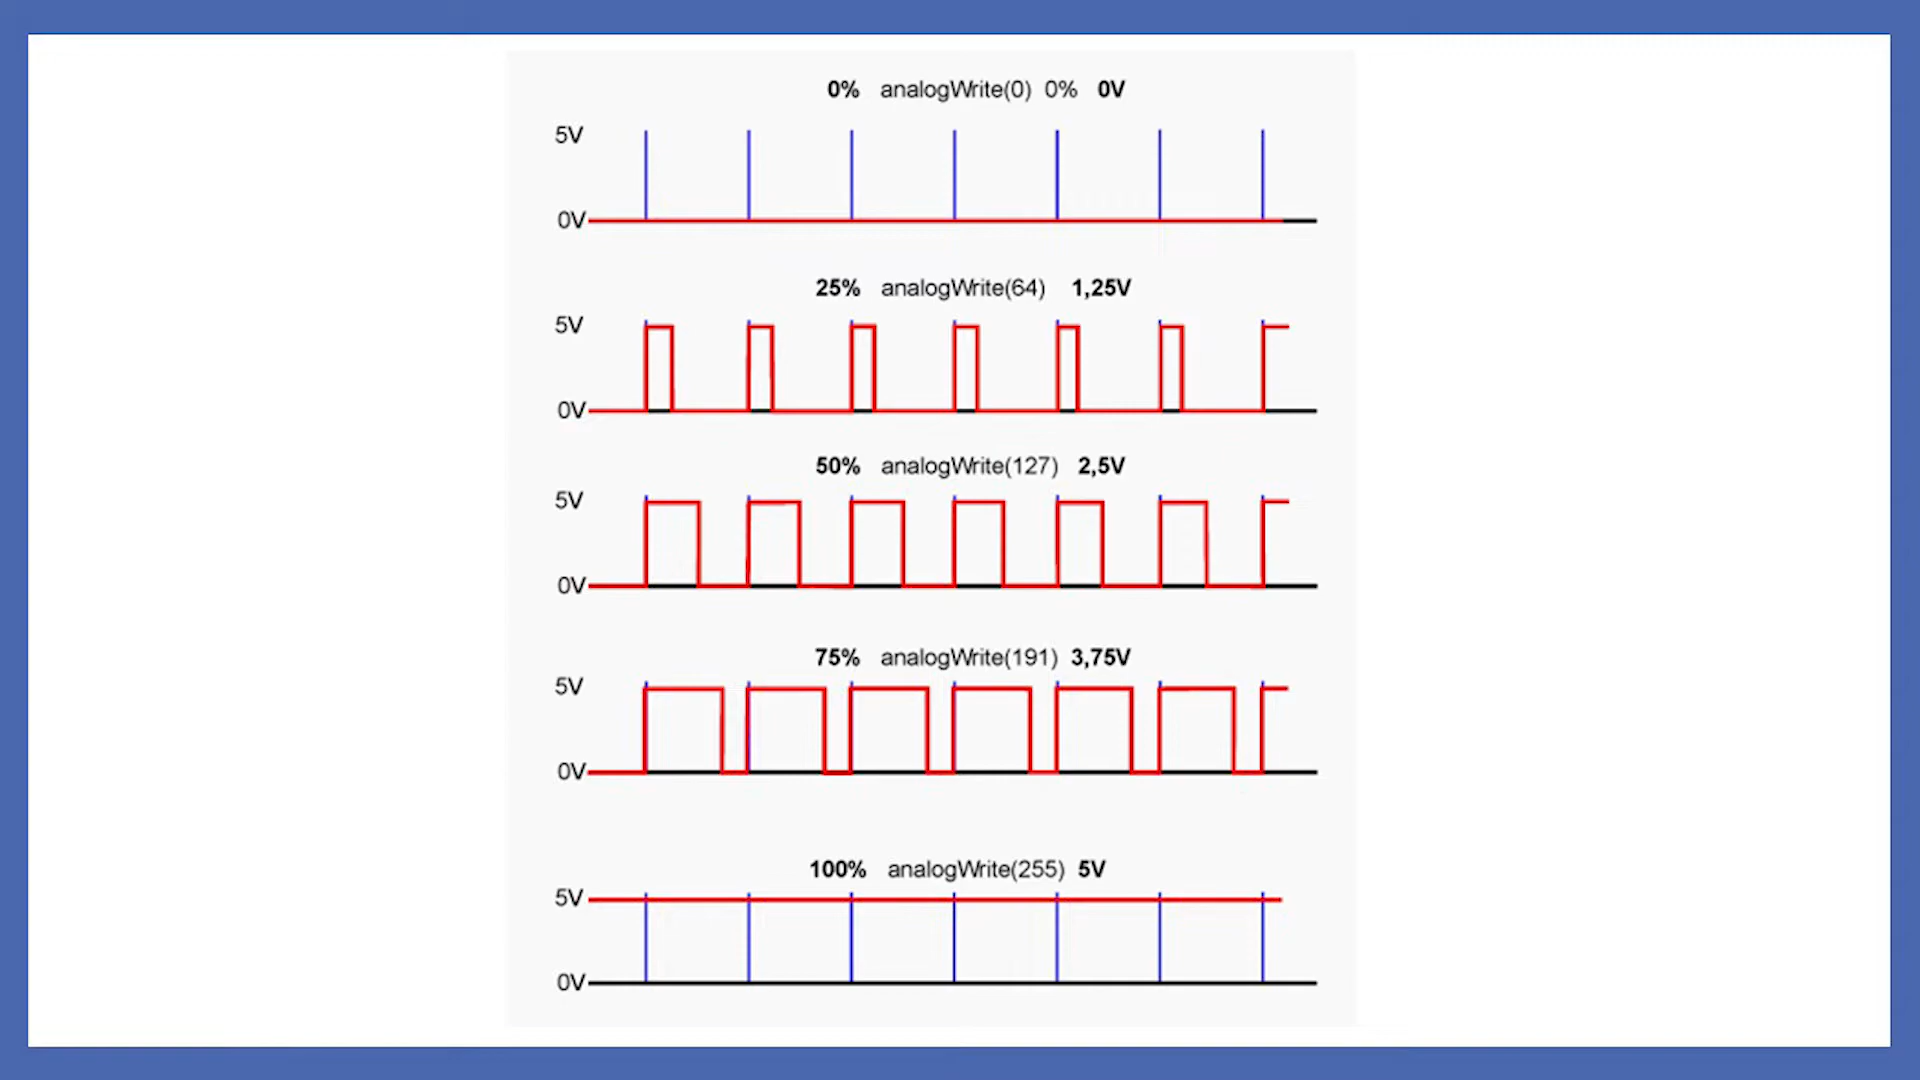 0% analogWrite(0) 0% 0V
5V
0V
25% analogWrite(64) 1,25V
5V
0V
50% analogWrite(127) 2,5V
5V
0V
75% analogWrite(191) 3,75V
5V
0V
100% analogWrite(255) 5V
5V
0V